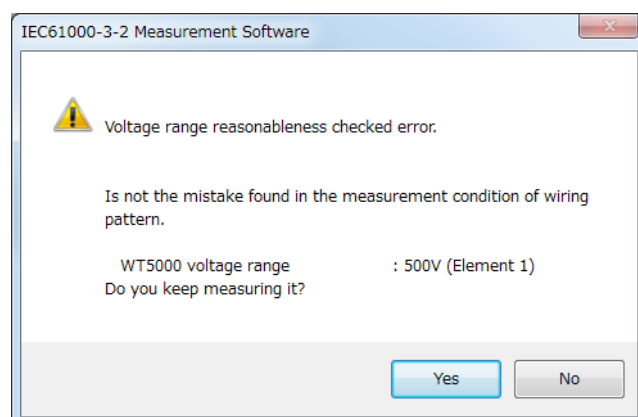 IEC61000-3-2 Measurement Software
Voltage range reasonableness checked error.
Is not the mistake found in the measurement condition of wiring
pattern.
WT5000 voltage range : 500V (Element 1)
Do you keep measuring it?
Yes No